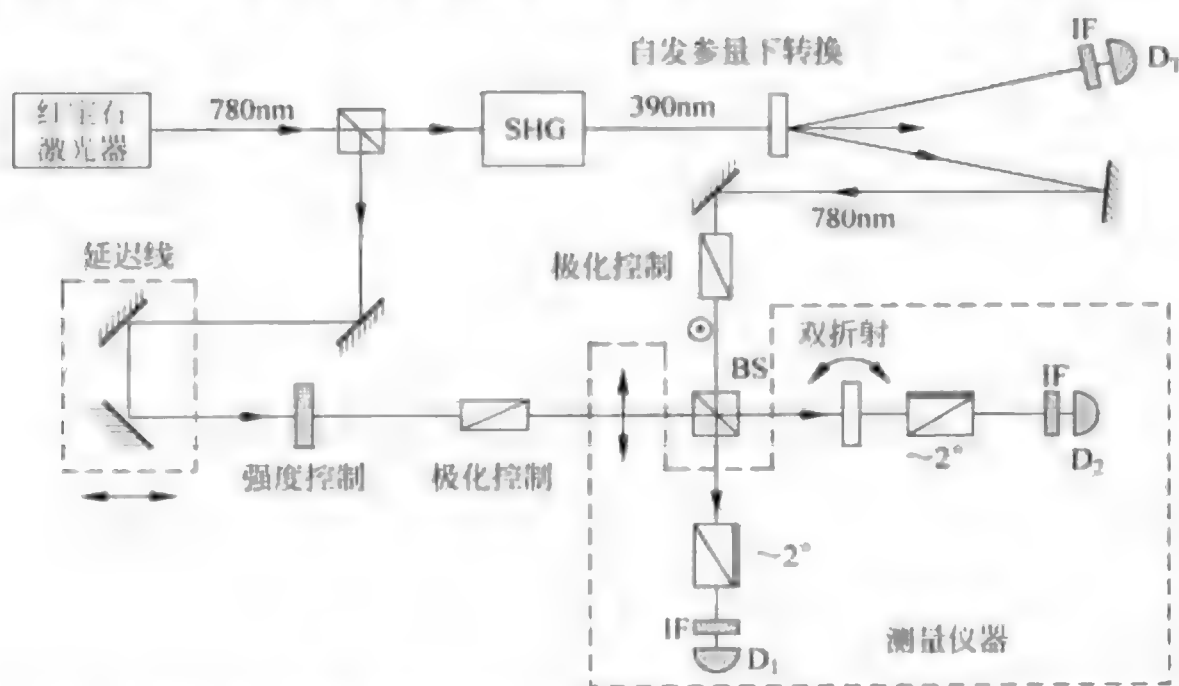 自发参量下转换
IF
D_T
红宝石
激光器
780nm
SHG
390nm
780nm
延迟线
极化控制
双折射
BS
IF
D₂
~2°
强度控制
极化控制
~2°
IF
D₁
测量仪器